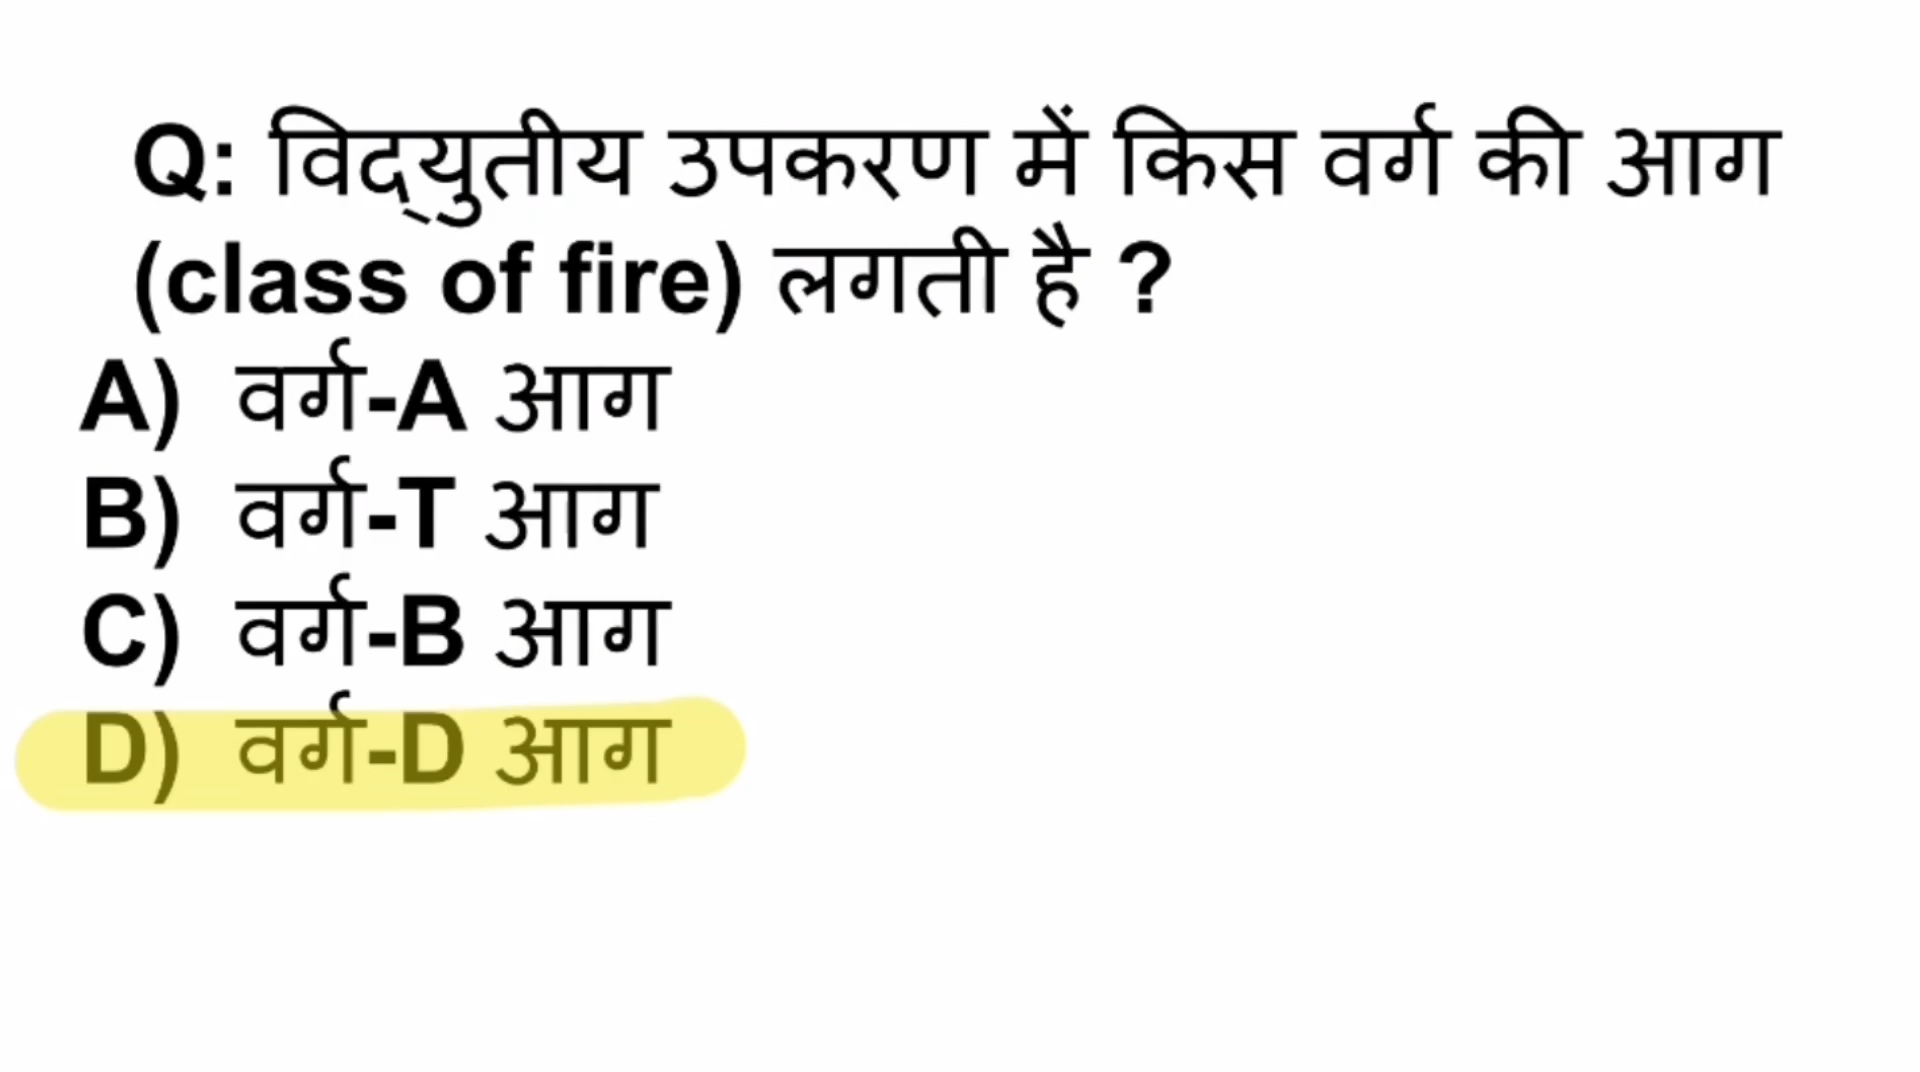 Q: विद्युतीय उपकरण में किस वर्ग की आग
(class of fire) लगती है ?
A) वर्ग-A आग
B) वर्ग-T आग
C) वर्ग-B आग
D) वर्ग-D आग